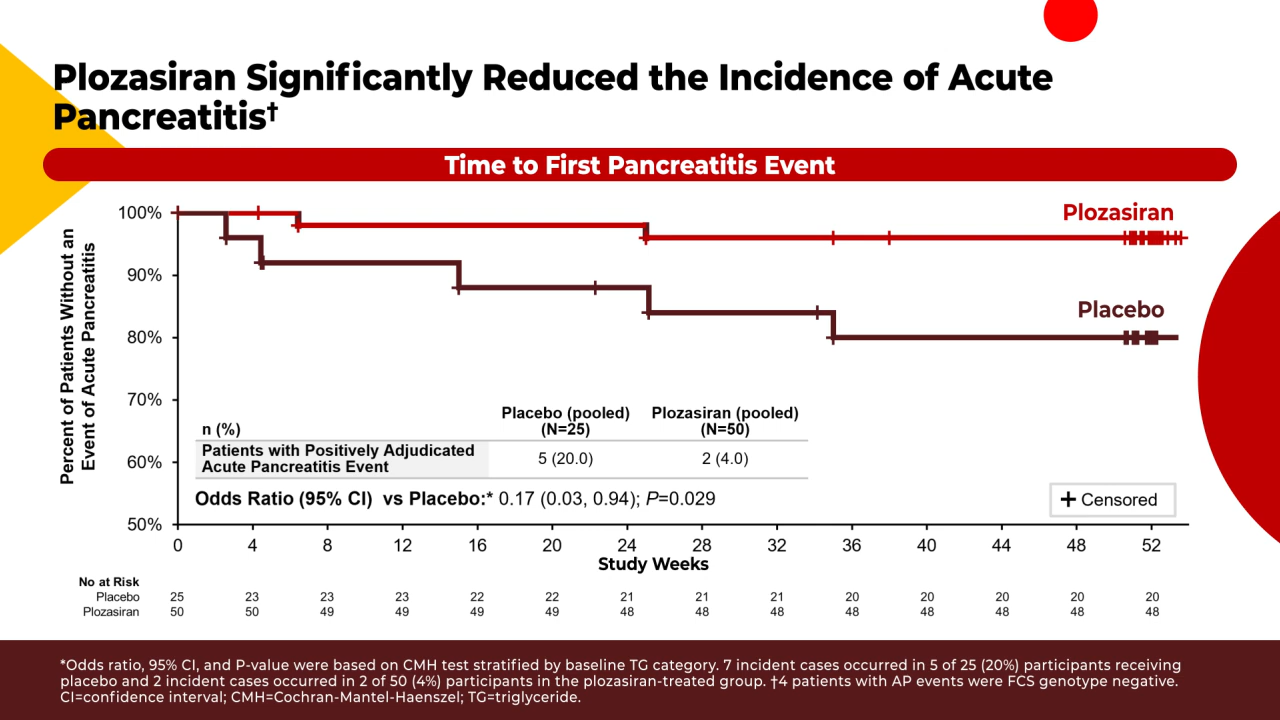 Plozasiran Significantly Reduced the Incidence of Acute
Pancreatitis†
Time to First Pancreatitis Event
Percent of Patients Without an
Event of Acute Pancreatitis
100%
90%
80%
70%
60%
50%
Plozasiran
Placebo
n (%)
Placebo (pooled)
(N=25)
Plozasiran (pooled)
(N=50)
Patients with Positively Adjudicated
Acute Pancreatitis Event
5 (20.0)
2 (4.0)
Odds Ratio (95% CI) vs Placebo:* 0.17 (0.03, 0.94); P=0.029
+ Censored
0 4 8 12 16 20 24 28 32 36 40 44 48 52
Study Weeks
No at Risk
Placebo 25 23 23 23 22 22 21 21 21 20 20 20 20 20
Plozasiran 50 50 49 49 49 49 48 48 48 48 48 48 48 48
*Odds ratio, 95% CI, and P-value were based on CMH test stratified by baseline TG category. 7 incident cases occurred in 5 of 25 (20%) participants receiving
placebo and 2 incident cases occurred in 2 of 50 (4%) participants in the plozasiran-treated group. †4 patients with AP events were FCS genotype negative.
CI=confidence interval; CMH=Cochran-Mantel-Haenszel; TG=triglyceride.